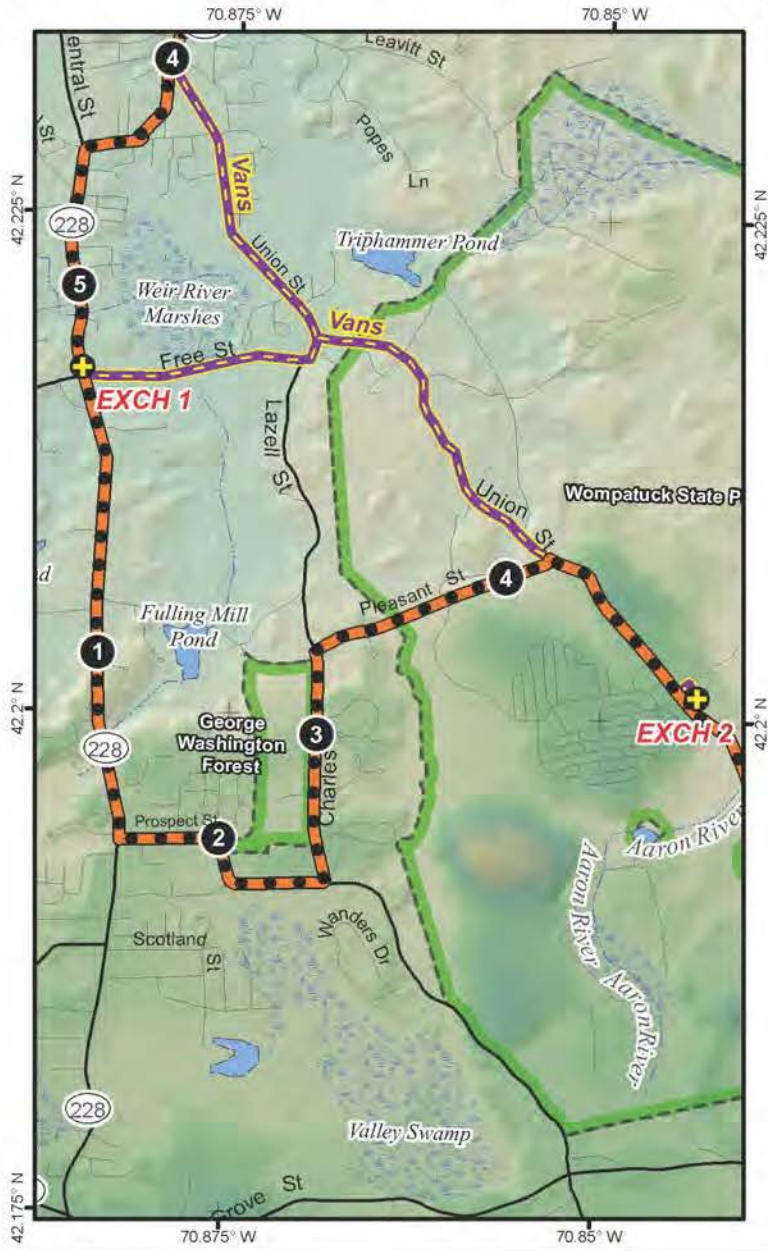 70.875° W
70.85° W
entral St
4
Leavitt St
St
Popes
Ln
Vans
42.225° N
228
Triphammer Pond
42.225° N
Union St
5
Weir River
Marshes
Vans
Free St
EXCH 1
Lazell St
Union St
Wompatuck State P
d
Pleasant St
4
Fulling Mill
Pond
1
42.2° N
228
George
Washington
Forest
3
EXCH 2
42.2° N
Charles
Prospect St
2
Aaron River
Aaron River
Scotland
St
Wanders Dr
Aaron River
228
Valley Swamp
Grove St
42.175° N
70.875° W
70.85° W